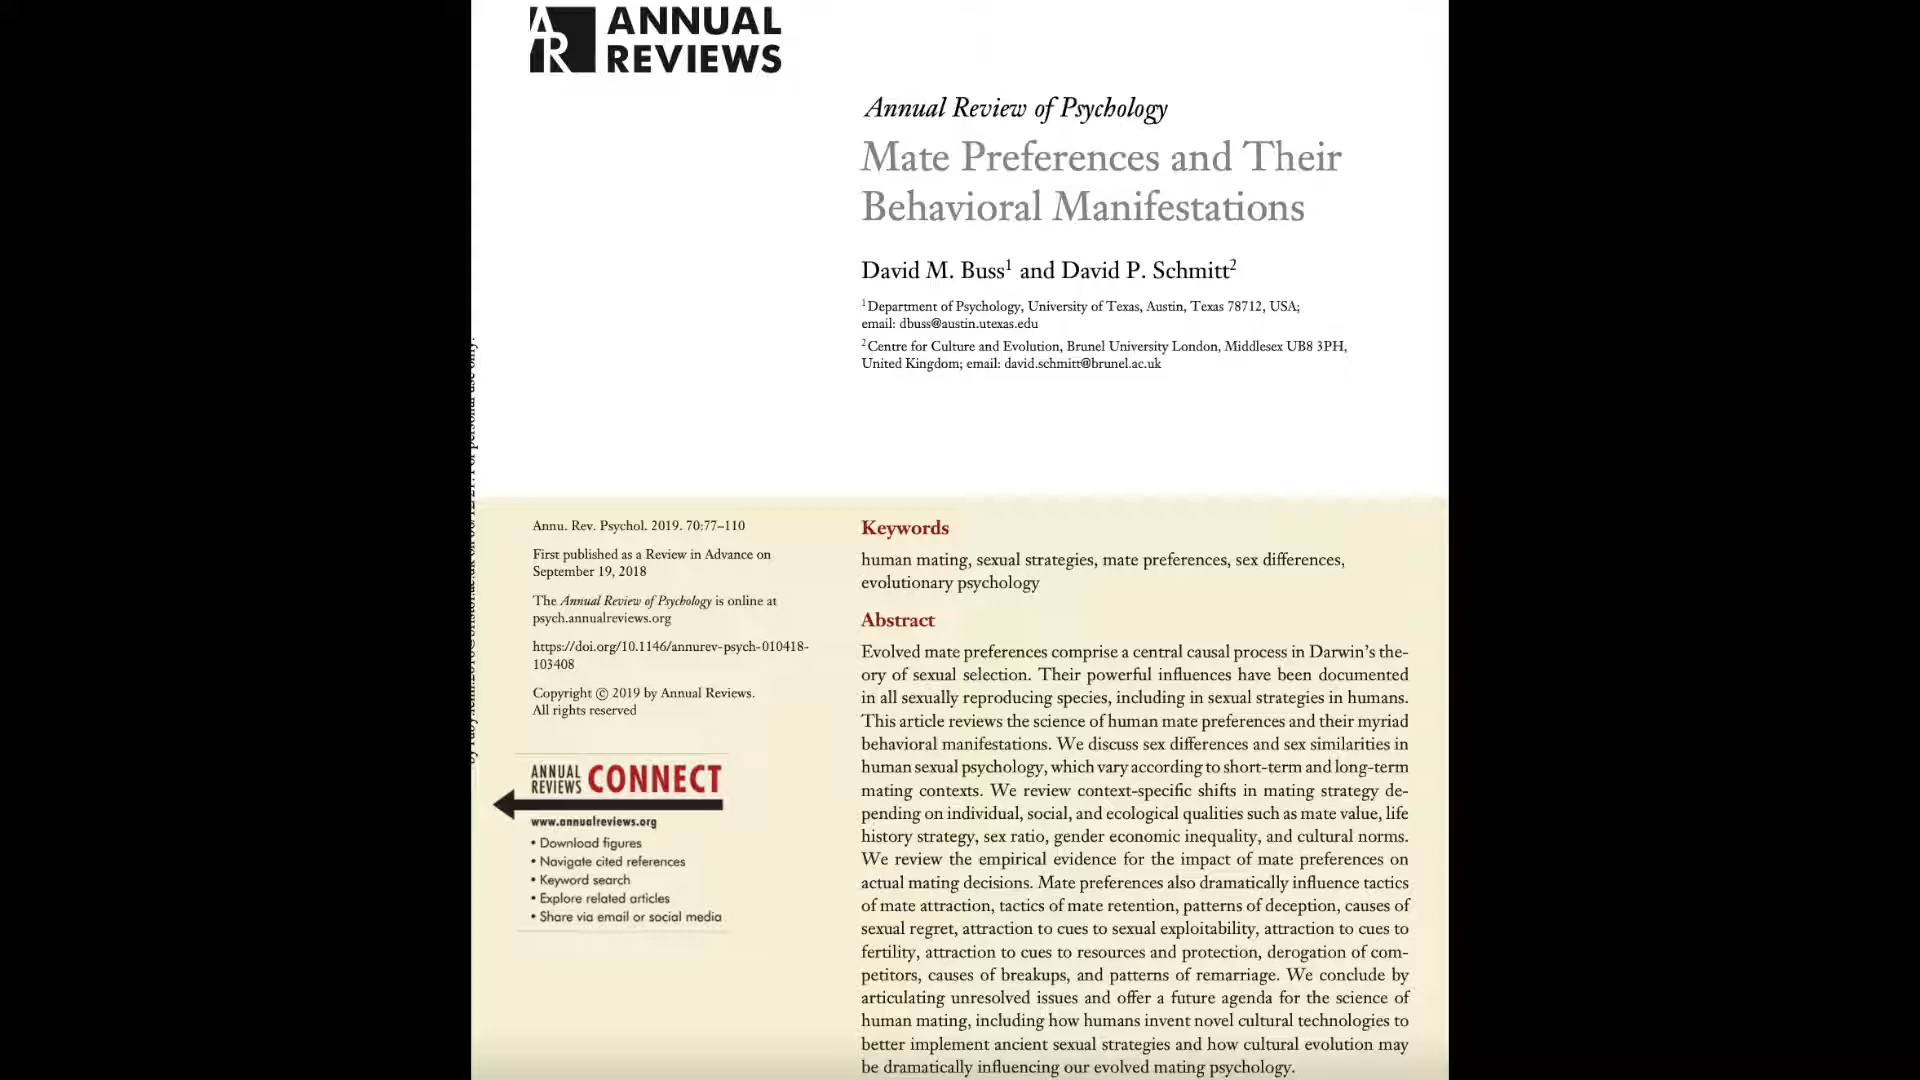 ANNUAL
REVIEWS
Annual Review of Psychology
Mate Preferences and Their
Behavioral Manifestations
David M. Buss1 and David P. Schmitt2
1Department of Psychology, University of Texas, Austin, Texas 78712, USA;
email: dbuss@austin.utexas.edu
2Centre for Culture and Evolution, Brunel University London, Middlesex UB8 3PH,
United Kingdom; email: david.schmitt@brunel.ac.uk
Annu. Rev. Psychol. 2019. 70:77–110
First published as a Review in Advance on
September 19, 2018
The Annual Review of Psychology is online at
psych.annualreviews.org
https://doi.org/10.1146/annurev-psych-010418-
103408
Copyright © 2019 by Annual Reviews.
All rights reserved
ANNUAL
REVIEWS CONNECT
www.annualreviews.org
• Download figures
• Navigate cited references
• Keyword search
• Explore related articles
• Share via email or social media
Keywords
human mating, sexual strategies, mate preferences, sex differences,
evolutionary psychology
Abstract
Evolved mate preferences comprise a central causal process in Darwin's the-
ory of sexual selection. Their powerful influences have been documented
in all sexually reproducing species, including in sexual strategies in humans.
This article reviews the science of human mate preferences and their myriad
behavioral manifestations. We discuss sex differences and sex similarities in
human sexual psychology, which vary according to short-term and long-term
mating contexts. We review context-specific shifts in mating strategy de-
pending on individual, social, and ecological qualities such as mate value, life
history strategy, sex ratio, gender economic inequality, and cultural norms.
We review the empirical evidence for the impact of mate preferences on
actual mating decisions. Mate preferences also dramatically influence tactics
of mate attraction, tactics of mate retention, patterns of deception, causes of
sexual regret, attraction to cues to sexual exploitability, attraction to cues to
fertility, attraction to cues to resources and protection, derogation of com-
petitors, causes of breakups, and patterns of remarriage. We conclude by
articulating unresolved issues and offer a future agenda for the science of
human mating, including how humans invent novel cultural technologies to
better implement ancient sexual strategies and how cultural evolution may
be dramatically influencing our evolved mating psychology.